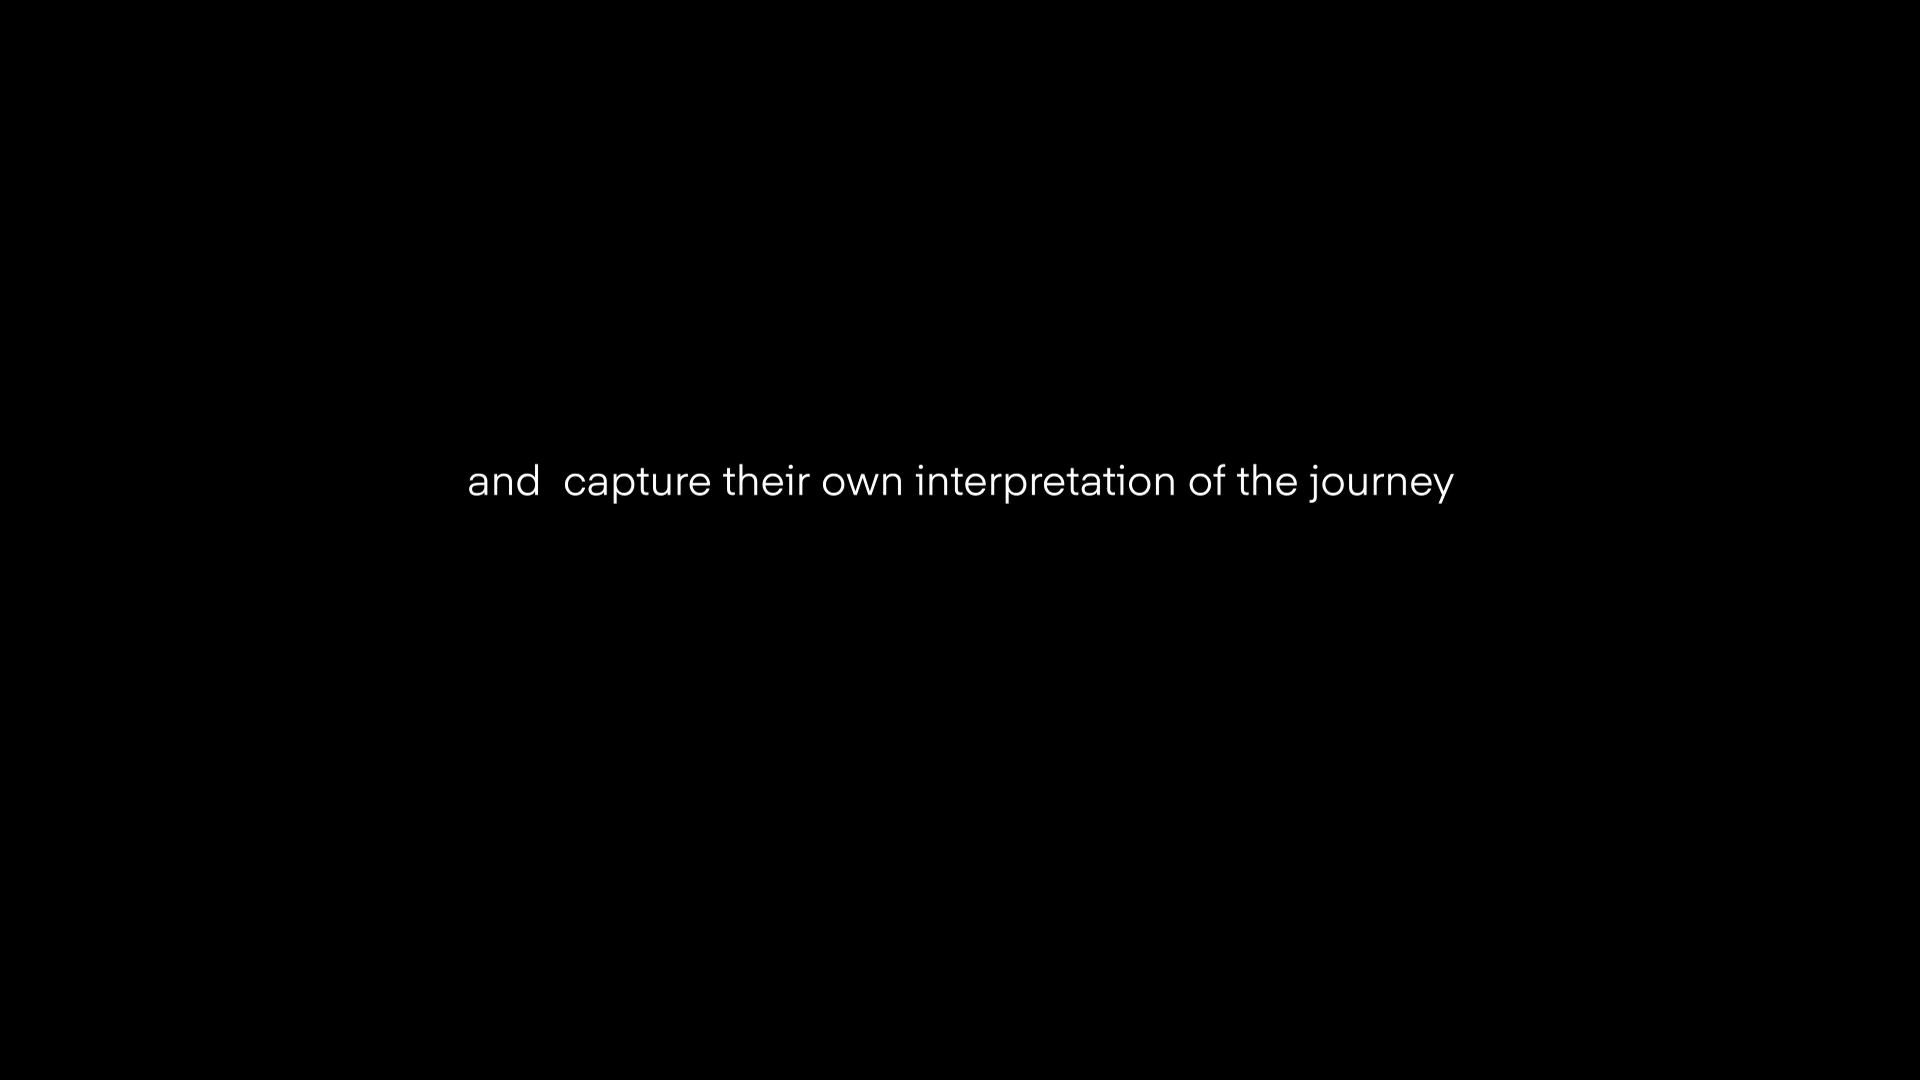 and  capture their own interpretation of the journey